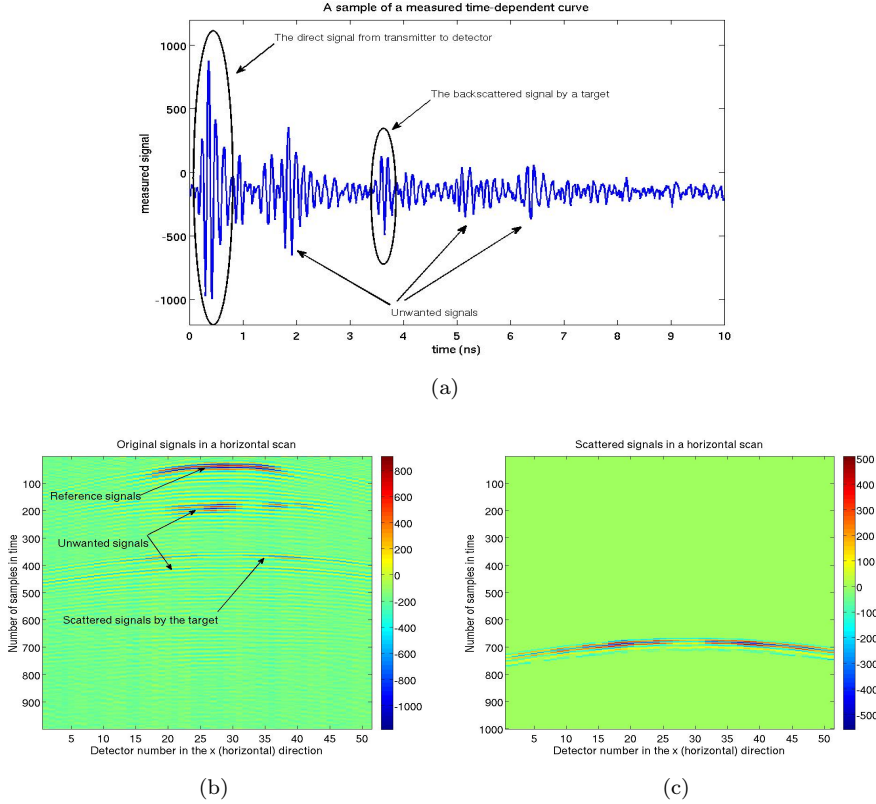 A sample of a measured time-dependent curve
The direct signal from transmitter to detector
The backscattered signal by a target
Unwanted signals
measured signal
1000
500
0
-500
-1000
0 1 2 3 4 5 6 7 8 9 10
time (ns)
(a)
Original signals in a horizontal scan
Reference signals
Unwanted signals
Scattered signals by the target
Number of samples in time
100
200
300
400
500
600
700
800
900
5 10 15 20 25 30 35 40 45 50
Detector number in the x (horizontal) direction
800
600
400
200
0
-200
-400
-600
-800
-1000
(b)
Scattered signals in a horizontal scan
Number of samples in time
100
200
300
400
500
600
700
800
900
1000
5 10 15 20 25 30 35 40 45 50
Detector number in the x (horizontal) direction
500
400
300
200
100
0
-100
-200
-300
-400
-500
(c)